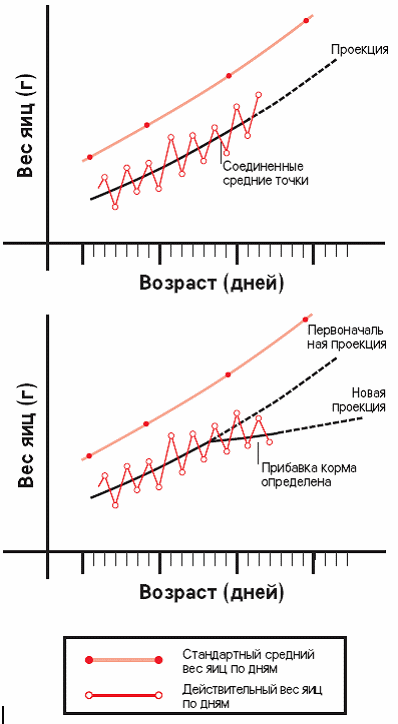 Вес яиц (г)
Проекция
Соединенные
средние точки
Возраст (дней)
Вес яиц (г)
Первоначаль
ная проекция
Новая
проекция
Прибавка корма
определена
Возраст (дней)
Стандартный средний
вес яиц по дням
Действительный вес яиц
по дням